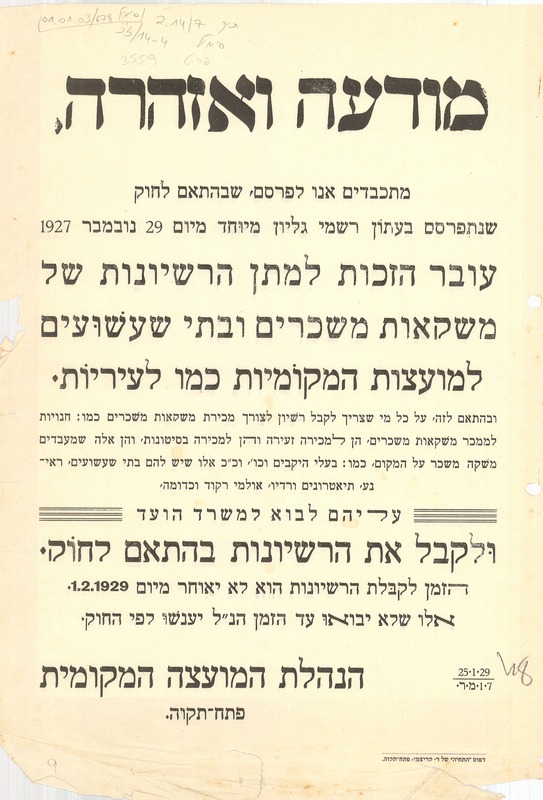 2.14/7
14-4
3559
מודעה ואזהרה.
מתכבדים אנו לפרסם, שבהתאם לחוק
שנתפרסם בעתון רשמי גליון מיוחד מיום 29 נובמבר 1927
עובר הזכות למתן הרשיונות של
משקאות משכרים ובתי שעשועים
למועצות המקומיות כמו לעיריות.
ובהתאם לזה, על כל מי שצריך לקבל רשיון לצורך מכירת משקאות משכרים כמו: חנויות
לממכר משקאות משכרים, הן למכירה זעירה והן למכירה בסיטונות, והן אלה שמעבדים
משקה משכר על המקום, כמו: בעלי היקבים וכו', וכ"כ אלו שיש להם בתי שעשועים, ראי־
נע, תיאטרונים ורדיו, אולמי רקוד וכדומה,
עליהם לבוא למשרד הועד
ולקבל את הרשיונות בהתאם לחוק.
הזמן לקבלת הרשיונות הוא לא יאוחר מיום 1.2.1929.
אלו שלא יבואו עד הזמן הנ"ל יענשו לפי החוק.
הנהלת המועצה המקומית
פתח־תקוה.
25·1·29
1·7·מ·ר·
דפוס "התחיה" של ר· קריצמן, פתח־תקוה.
9